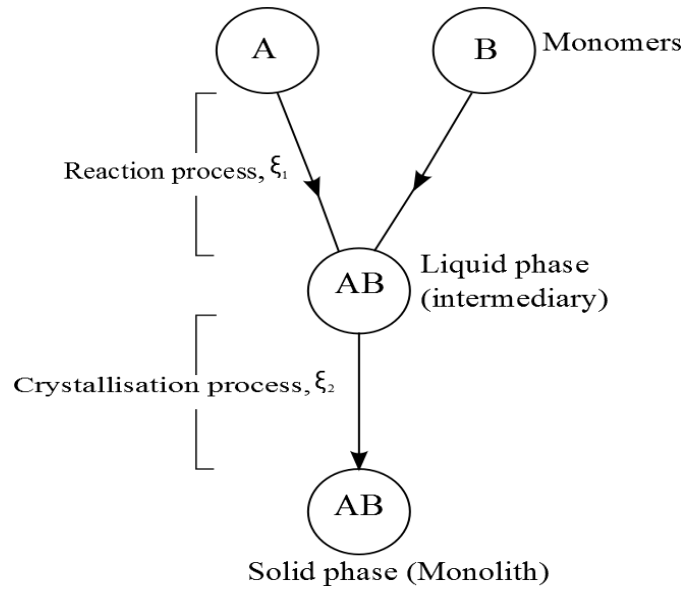 A
B
Monomers
Reaction process, ξ₁
AB
Liquid phase
(intermediary)
Crystallisation process, ξ₂
AB
Solid phase (Monolith)